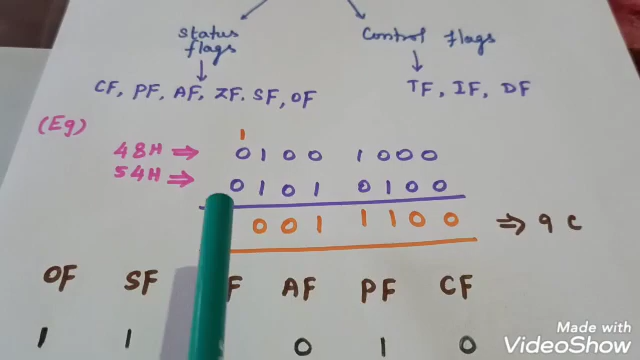 Status Control flags
flags
CF, PF, AF, ZF. SF, OF TF, IF, DF
(Eg)
1
48H ⇒ 0100 1000
54H ⇒ 0101 0100
001 1100 ⇒ 9C
OF SF F AF PF CF
1 1 0 1 0
Made with
VideoShow